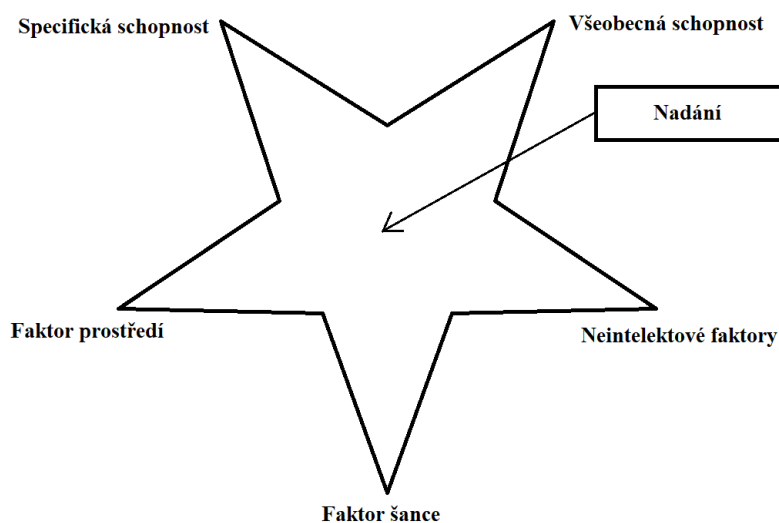 Specifická schopnost
Všeobecná schopnost
Nadání
Faktor prostředí
Neintelektové faktory
Faktor šance